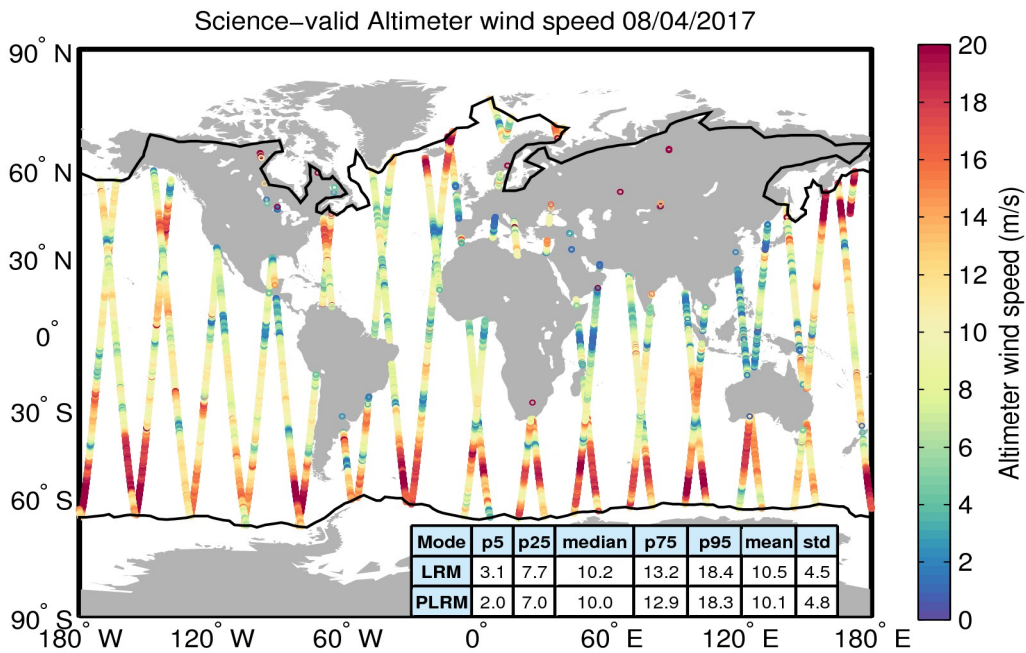 Science−valid Altimeter wind speed 08/04/2017
90° N
60° N
30° N
0°
30° S
60° S
90° S
180° W
120° W
60° W
0°
60° E
120° E
180° E
Mode p5 p25 median p75 p95 mean std
LRM 3.1 7.7 10.2 13.2 18.4 10.5 4.5
PLRM 2.0 7.0 10.0 12.9 18.3 10.1 4.8
20
18
16
14
12
10
8
6
4
2
0
Altimeter wind speed (m/s)